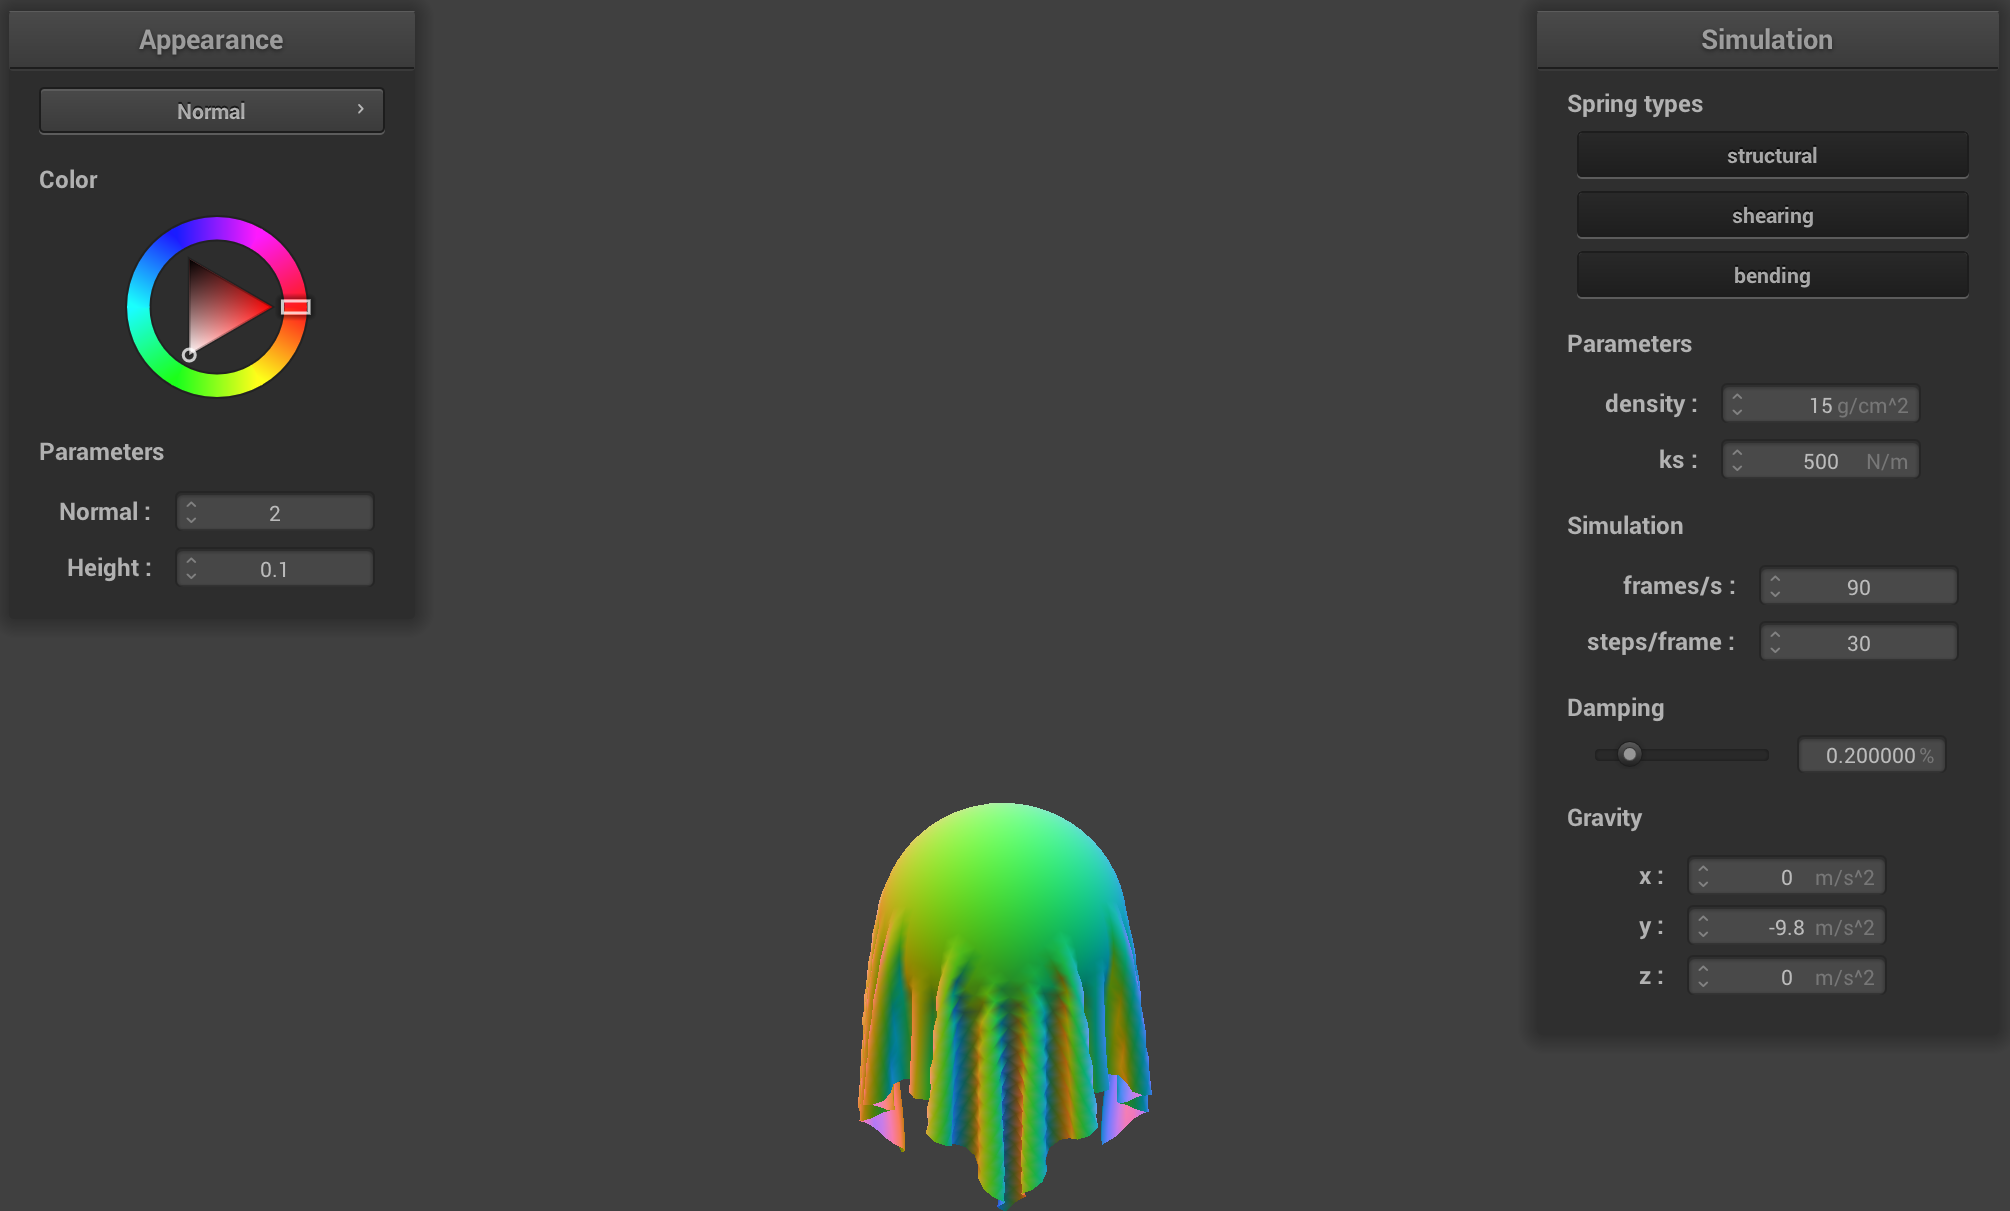 Appearance
Normal
Color
Parameters
Normal : 2
Height : 0.1
Simulation
Spring types
structural
shearing
bending
Parameters
density : 15 g/cm^2
ks : 500 N/m
Simulation
frames/s : 90
steps/frame : 30
Damping
0.200000 %
Gravity
x : 0 m/s^2
y : -9.8 m/s^2
z : 0 m/s^2